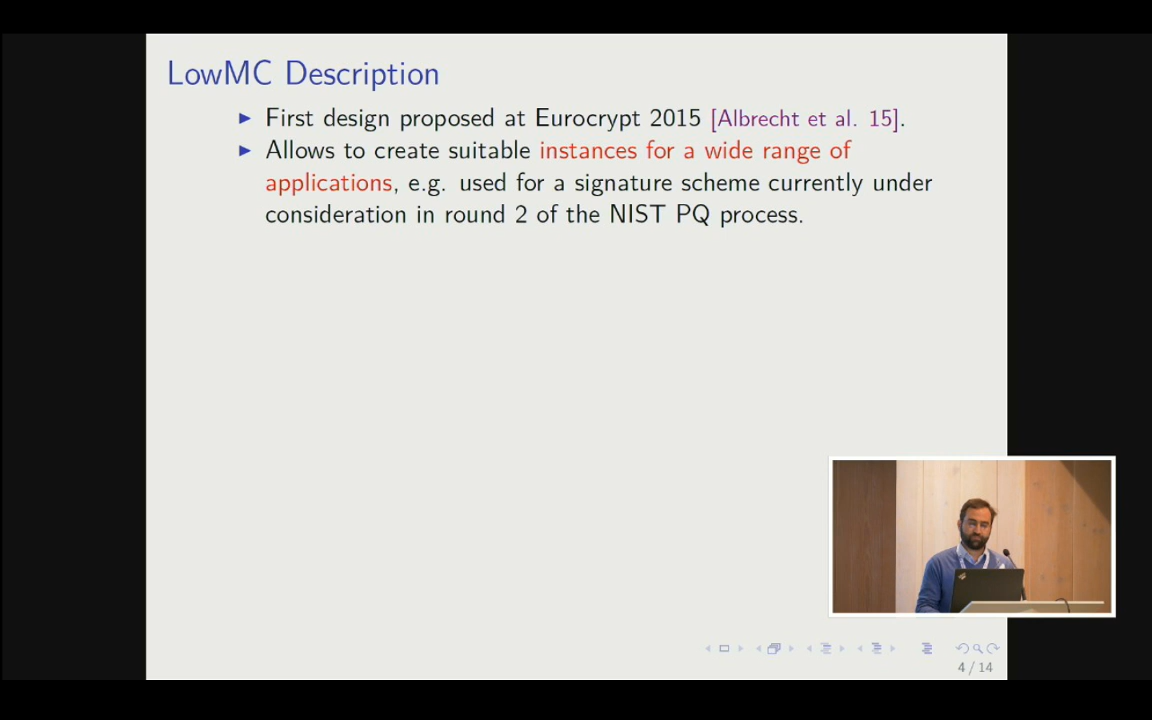 LowMC Description
► First design proposed at Eurocrypt 2015 [Albrecht et al. 15].
► Allows to create suitable instances for a wide range of
applications, e.g. used for a signature scheme currently under
consideration in round 2 of the NIST PQ process.
4 / 14